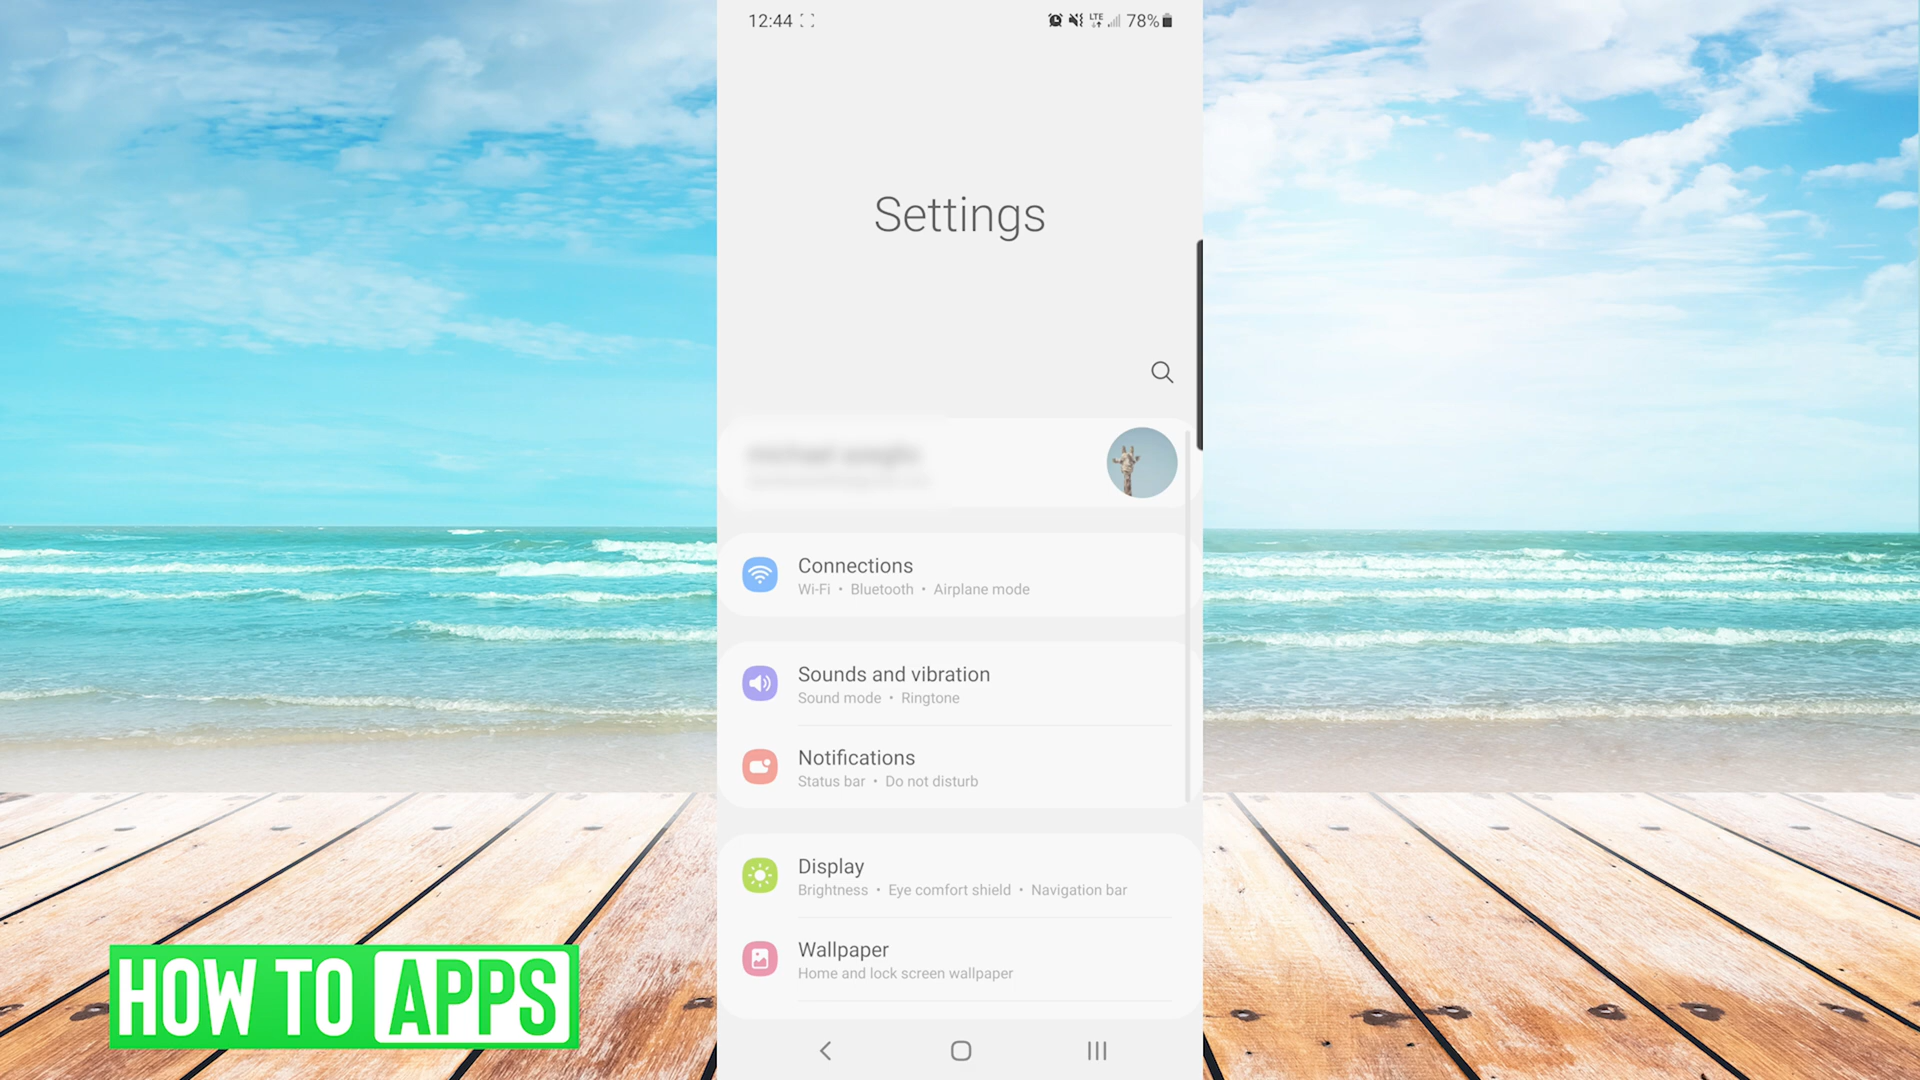 12:44
LTE
78%
Settings
Connections
Wi-Fi • Bluetooth • Airplane mode
Sounds and vibration
Sound mode • Ringtone
Notifications
Status bar • Do not disturb
Display
Brightness • Eye comfort shield • Navigation bar
Wallpaper
Home and lock screen wallpaper
HOW TO APPS